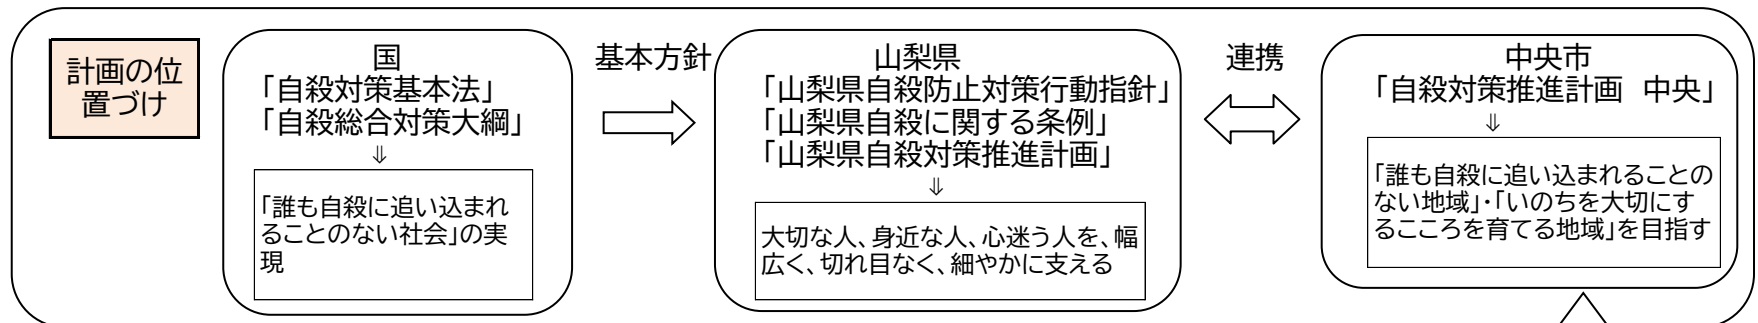 計画の位
置づけ
国
「自殺対策基本法」
「自殺総合対策大綱」
⇓
「誰も自殺に追い込まれ
ることのない社会」の実
現
基本方針
山梨県
「山梨県自殺防止対策行動指針」
「山梨県自殺に関する条例」
「山梨県自殺対策推進計画」
⇓
大切な人、身近な人、心迷う人を、幅
広く、切れ目なく、細やかに支える
連携
中央市
「自殺対策推進計画　中央」
⇓
「誰も自殺に追い込まれることの
ない地域」・「いのちを大切にす
るこころを育てる地域」を目指す